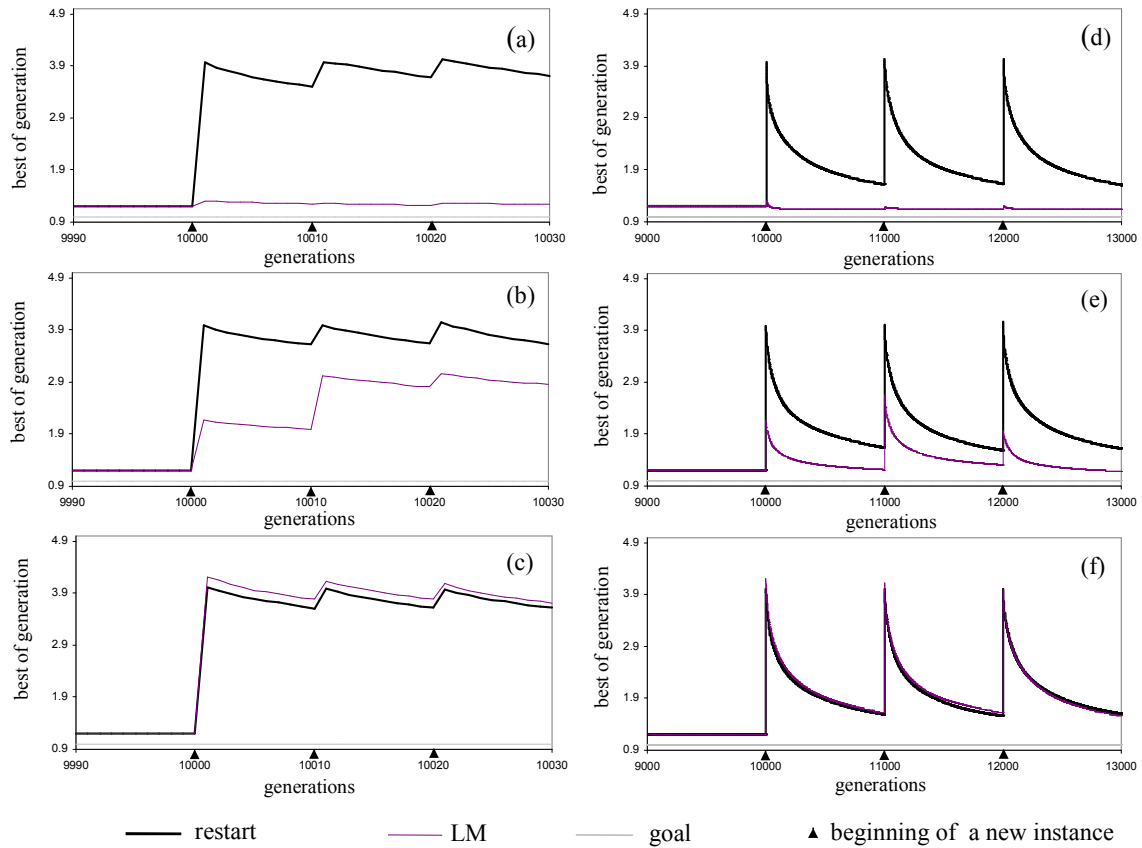 4.9
3.9
2.9
1.9
0.9
best of generation
(a)
9990
10000
10010
10020
10030
generations
4.9
3.9
2.9
1.9
0.9
best of generation
(d)
9000
10000
11000
12000
13000
generations
4.9
3.9
2.9
1.9
0.9
best of generation
(b)
9990
10000
10010
10020
10030
generations
4.9
3.9
2.9
1.9
0.9
best of generation
(e)
9000
10000
11000
12000
13000
generations
4.9
3.9
2.9
1.9
0.9
best of generation
(c)
9990
10000
10010
10020
10030
generations
4.9
3.9
2.9
1.9
0.9
best of generation
(f)
9000
10000
11000
12000
13000
generations
restart
LM
goal
beginning of a new instance